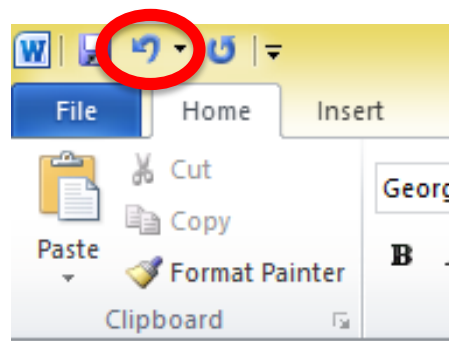 W
File Home Insert
Cut
Georg
Copy
Paste
B
Format Painter
Clipboard